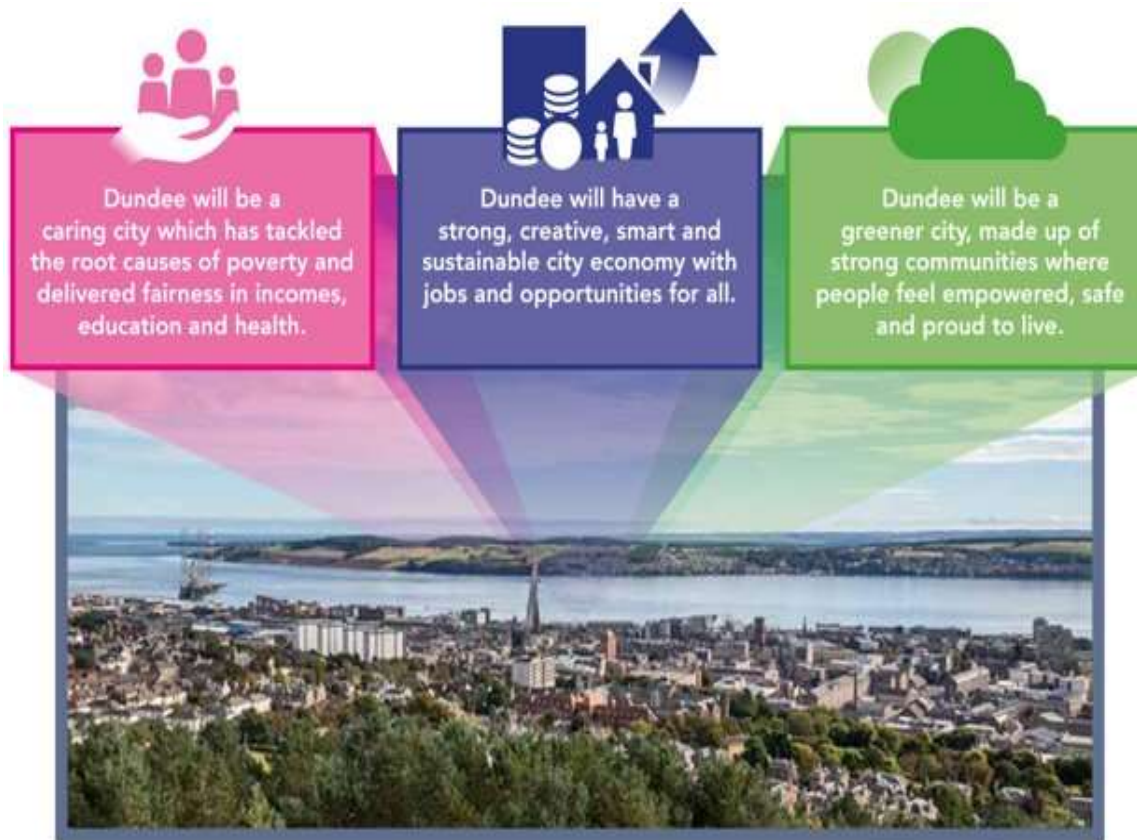 Dundee will be a
caring city which has tackled
the root causes of poverty and
delivered fairness in incomes,
education and health.
Dundee will have a
strong, creative, smart and
sustainable city economy with
jobs and opportunities for all.
Dundee will be a
greener city, made up of
strong communities where
people feel empowered, safe
and proud to live.